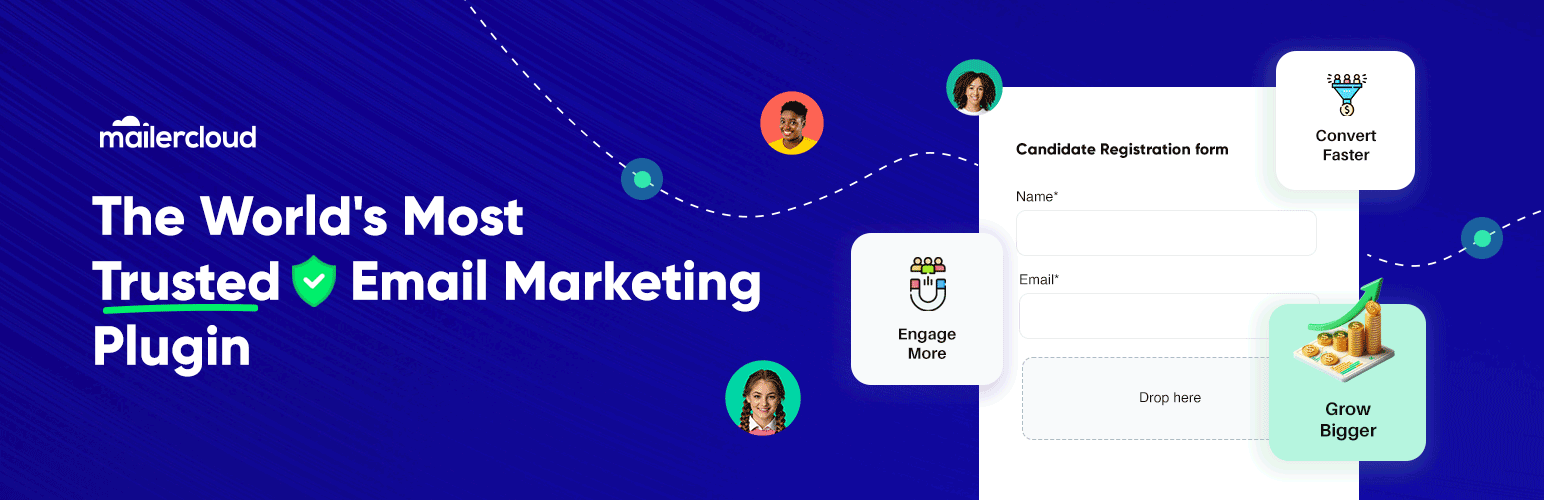 mailercloud
The World's Most
Trusted Email Marketing
Plugin
Engage
More
Candidate Registration form
Name*
Email*
Drop here
Convert
Faster
Grow
Bigger